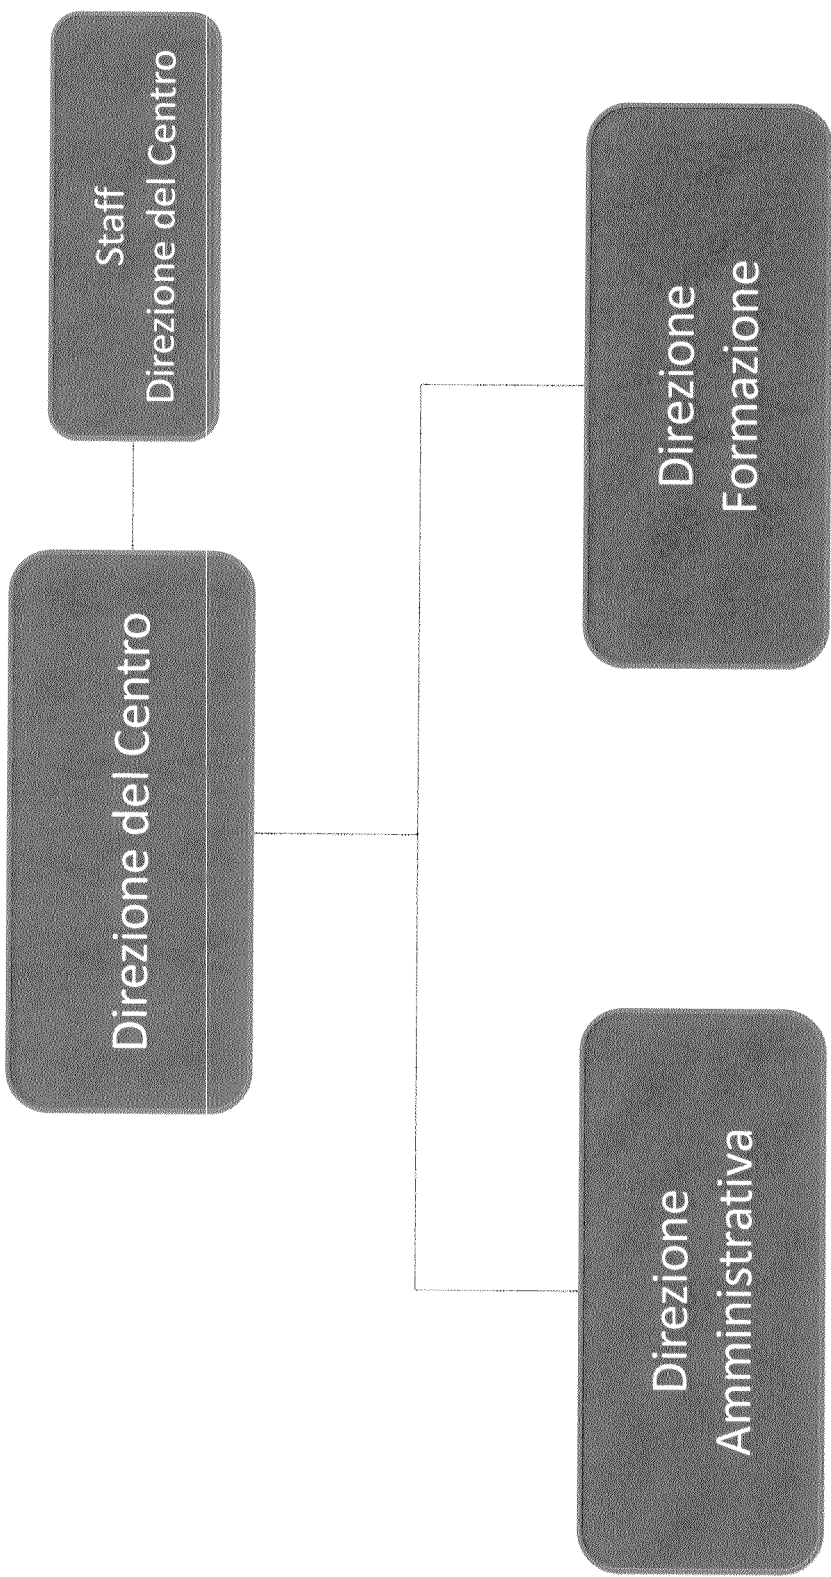 Direzione del Centro
Staff
Direzione del Centro
Direzione
Amministrativa
Direzione
Formazione